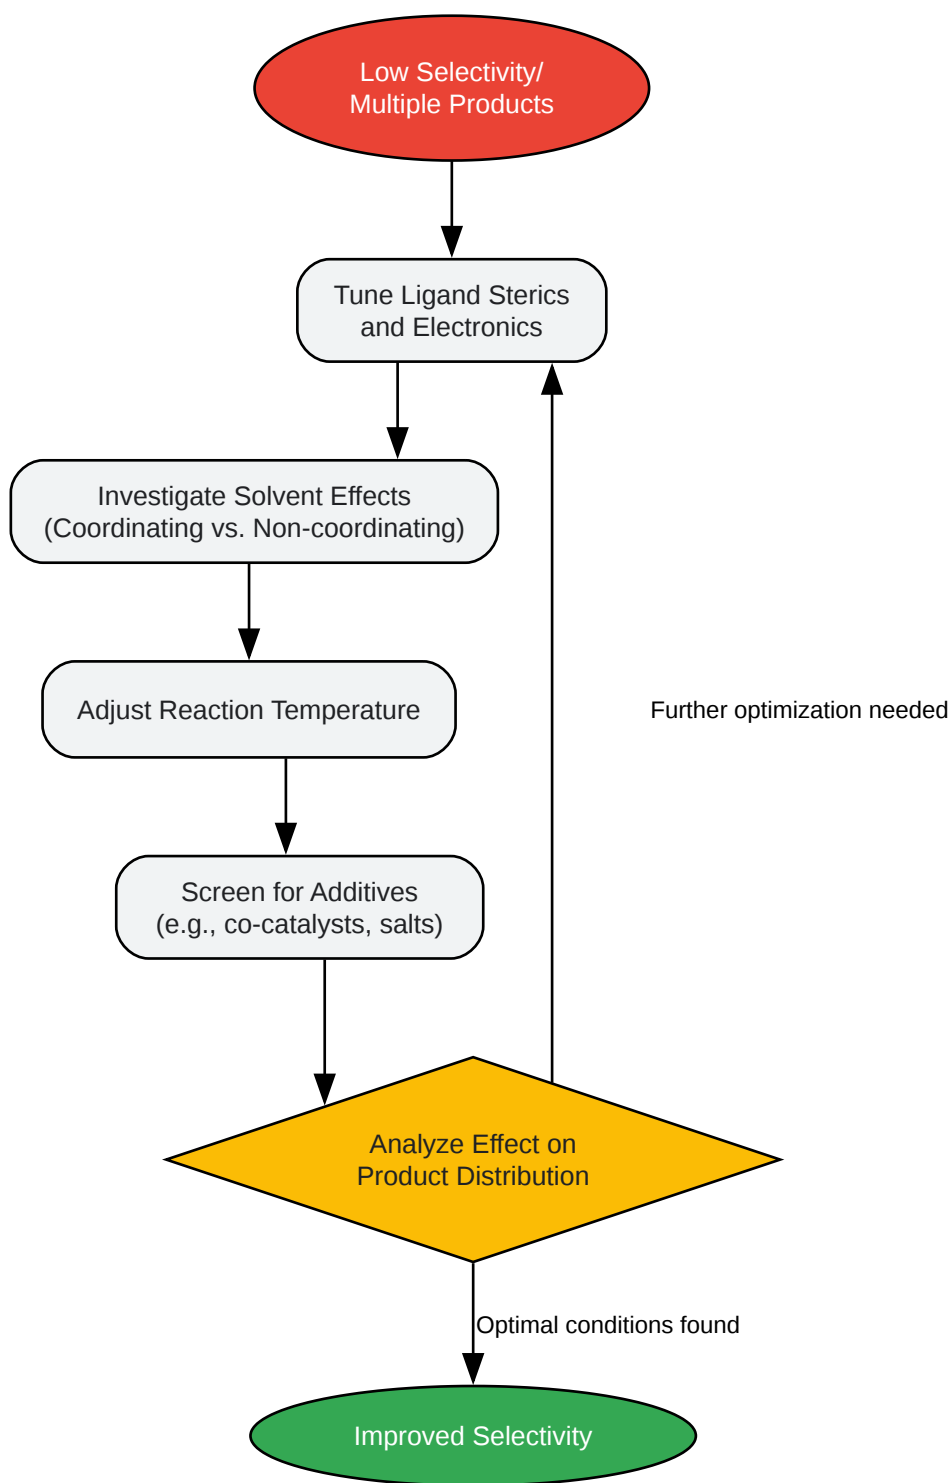 Low Selectivity/
Multiple Products
Tune Ligand Sterics
and Electronics
Investigate Solvent Effects
(Coordinating vs. Non-coordinating)
Adjust Reaction Temperature
Further optimization needed
Screen for Additives
(e.g., co-catalysts, salts)
Analyze Effect on
Product Distribution
Optimal conditions found
Improved Selectivity